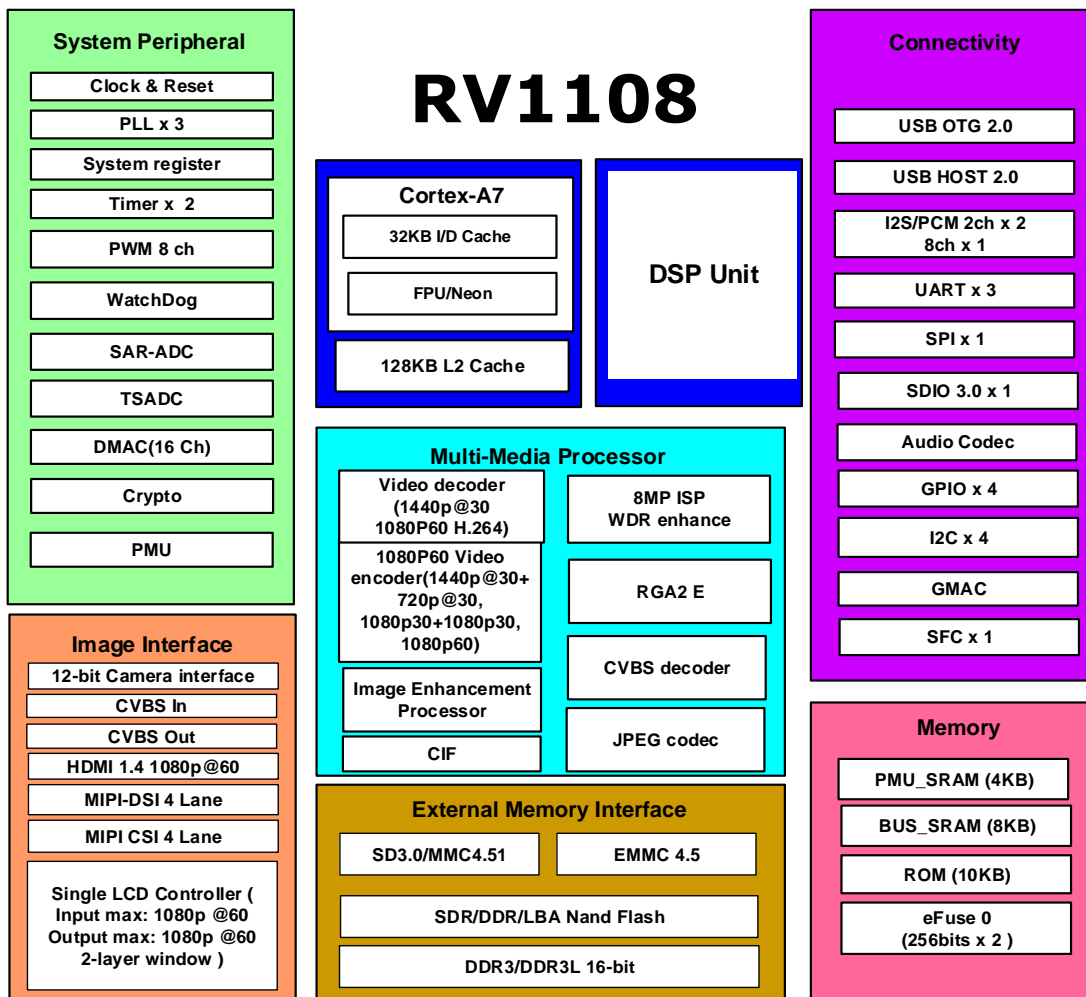 RV1108
System Peripheral
Clock & Reset
PLL x 3
System register
Timer x 2
PWM 8 ch
WatchDog
SAR-ADC
TSADC
DMAC(16 Ch)
Crypto
PMU
Image Interface
12-bit Camera interface
CVBS In
CVBS Out
HDMI 1.4 1080p@60
MIPI-DSI 4 Lane
MIPI CSI 4 Lane
Single LCD Controller (
Input max: 1080p @60
Output max: 1080p @60
2-layer window )
Cortex-A7
32KB I/D Cache
FPU/Neon
128KB L2 Cache
DSP Unit
Multi-Media Processor
Video decoder
(1440p@30
1080P60 H.264)
1080P60 Video
encoder(1440p@30+
720p@30,
1080p30+1080p30,
1080p60)
Image Enhancement
Processor
CIF
8MP ISP
WDR enhance
RGA2 E
CVBS decoder
JPEG codec
External Memory Interface
SD3.0/MMC4.51
EMMC 4.5
SDR/DDR/LBA Nand Flash
DDR3/DDR3L 16-bit
Connectivity
USB OTG 2.0
USB HOST 2.0
I2S/PCM 2ch x 2
8ch x 1
UART x 3
SPI x 1
SDIO 3.0 x 1
Audio Codec
GPIO x 4
I2C x 4
GMAC
SFC x 1
Memory
PMU_SRAM (4KB)
BUS_SRAM (8KB)
ROM (10KB)
eFuse 0
(256bits x 2 )